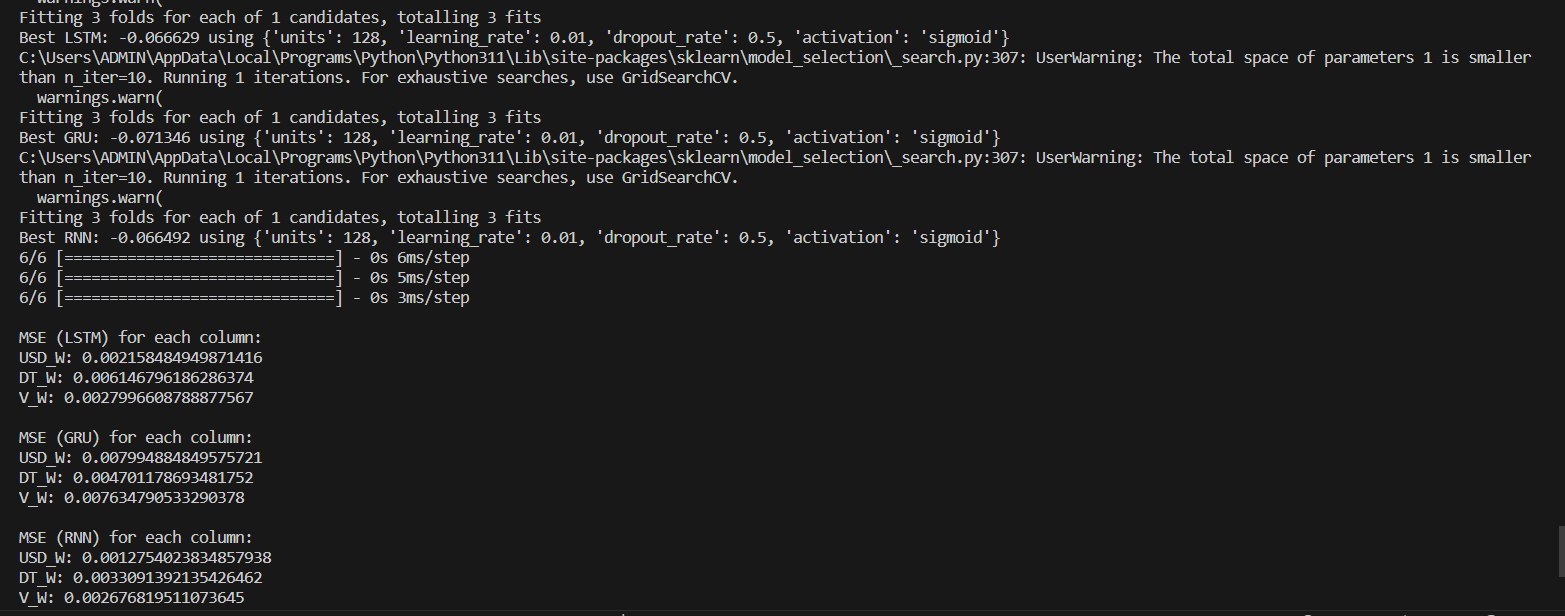 warnings.warn(
Fitting 3 folds for each of 1 candidates, totalling 3 fits
Best LSTM: -0.066629 using {'units': 128, 'learning_rate': 0.01, 'dropout_rate': 0.5, 'activation': 'sigmoid'}
C:\Users\ADMIN\AppData\Local\Programs\Python\Python311\Lib\site-packages\sklearn\model_selection\_search.py:307: UserWarning: The total space of parameters 1 is smaller
than n_iter=10. Running 1 iterations. For exhaustive searches, use GridSearchCV.
  warnings.warn(
Fitting 3 folds for each of 1 candidates, totalling 3 fits
Best GRU: -0.071346 using {'units': 128, 'learning_rate': 0.01, 'dropout_rate': 0.5, 'activation': 'sigmoid'}
C:\Users\ADMIN\AppData\Local\Programs\Python\Python311\Lib\site-packages\sklearn\model_selection\_search.py:307: UserWarning: The total space of parameters 1 is smaller
than n_iter=10. Running 1 iterations. For exhaustive searches, use GridSearchCV.
  warnings.warn(
Fitting 3 folds for each of 1 candidates, totalling 3 fits
Best RNN: -0.066492 using {'units': 128, 'learning_rate': 0.01, 'dropout_rate': 0.5, 'activation': 'sigmoid'}
6/6 [==============================] - 0s 6ms/step
6/6 [==============================] - 0s 5ms/step
6/6 [==============================] - 0s 3ms/step
MSE (LSTM) for each column:
USD_W: 0.002158484949871416
DT_W: 0.006146796186286374
V_W: 0.0027996608788877567
MSE (GRU) for each column:
USD_W: 0.007994884849575721
DT_W: 0.004701178693481752
V_W: 0.007634790533290378
MSE (RNN) for each column:
USD_W: 0.0012754023834857938
DT_W: 0.0033091392135426462
V_W: 0.002676819511073645